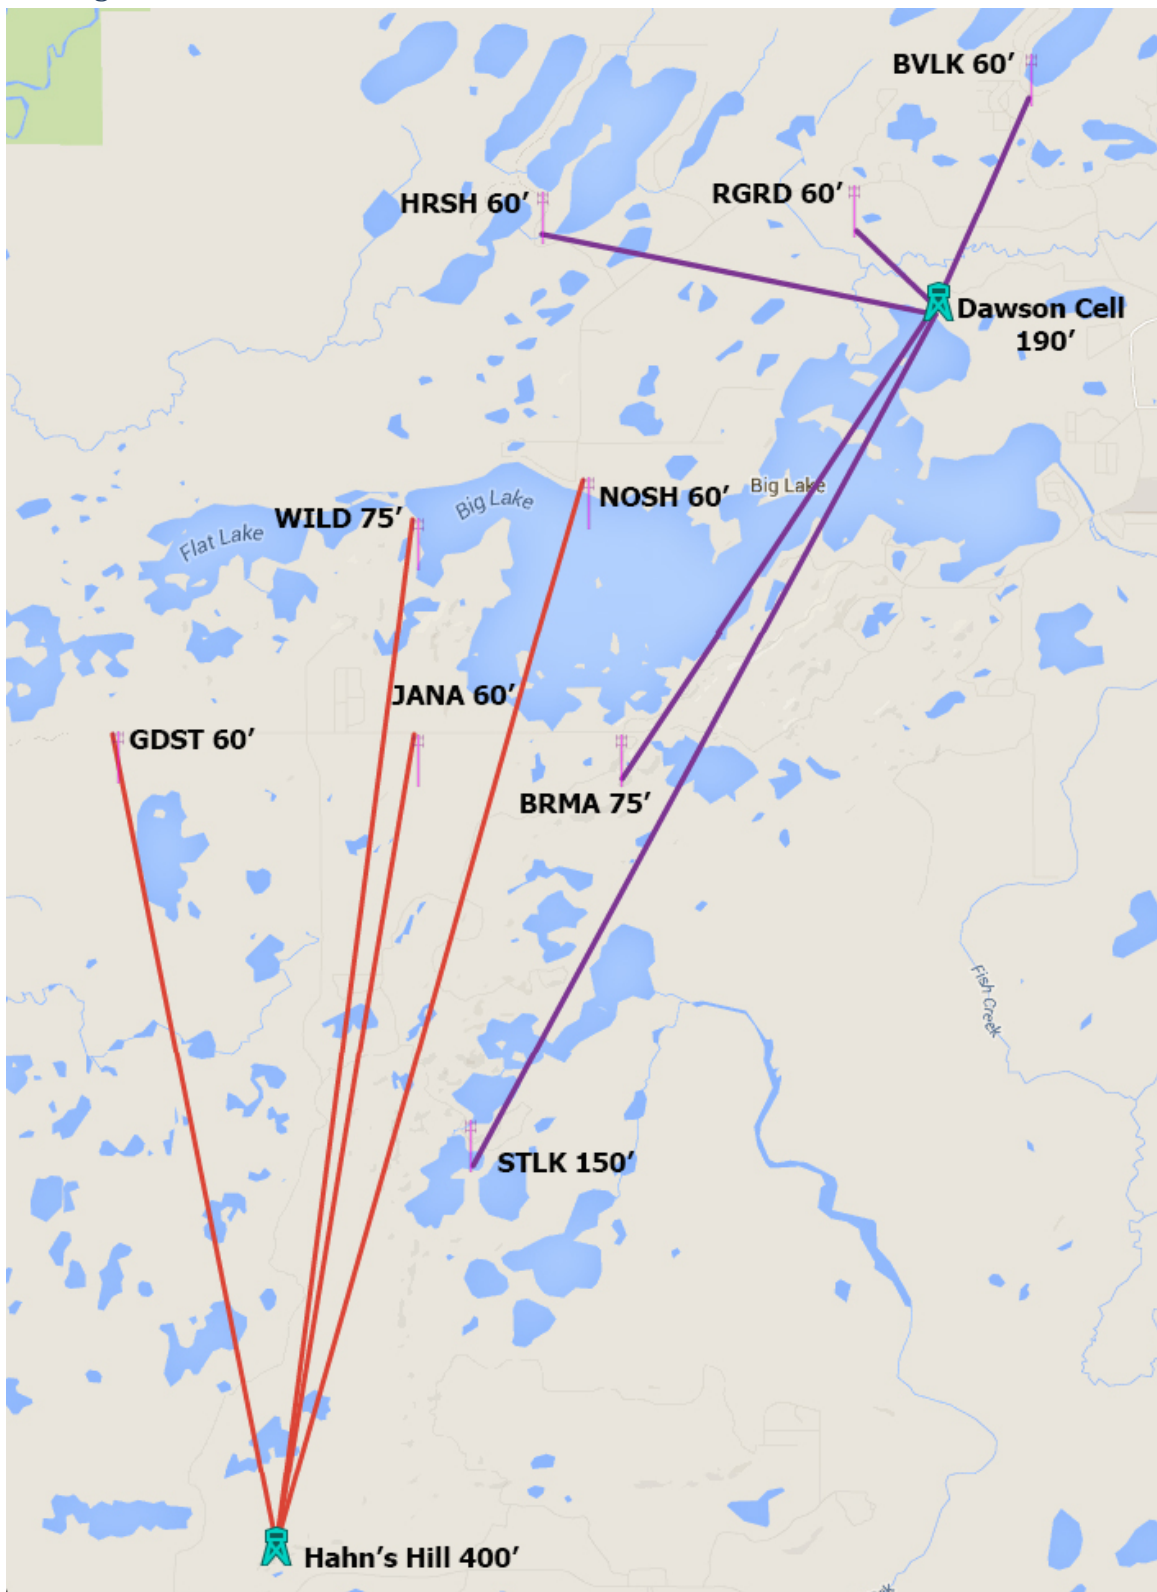 BVLK 60′
RGRD 60′
HRSH 60′
Dawson Cell
190′
Big Lake
Big Lake
NOSH 60′
WILD 75′
Flat Lake
JANA 60′
GDST 60′
BRMA 75′
Fish Creek
STLK 150′
Hahn's Hill 400′